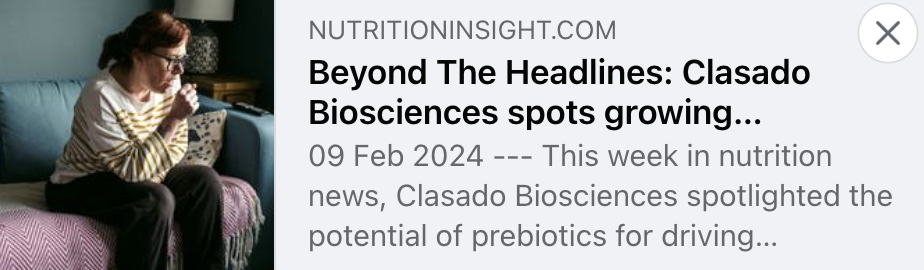 NUTRITIONINSIGHT.COM
Beyond The Headlines: Clasado
Biosciences spots growing...
09 Feb 2024 --- This week in nutrition
news, Clasado Biosciences spotlighted the
potential of prebiotics for driving...